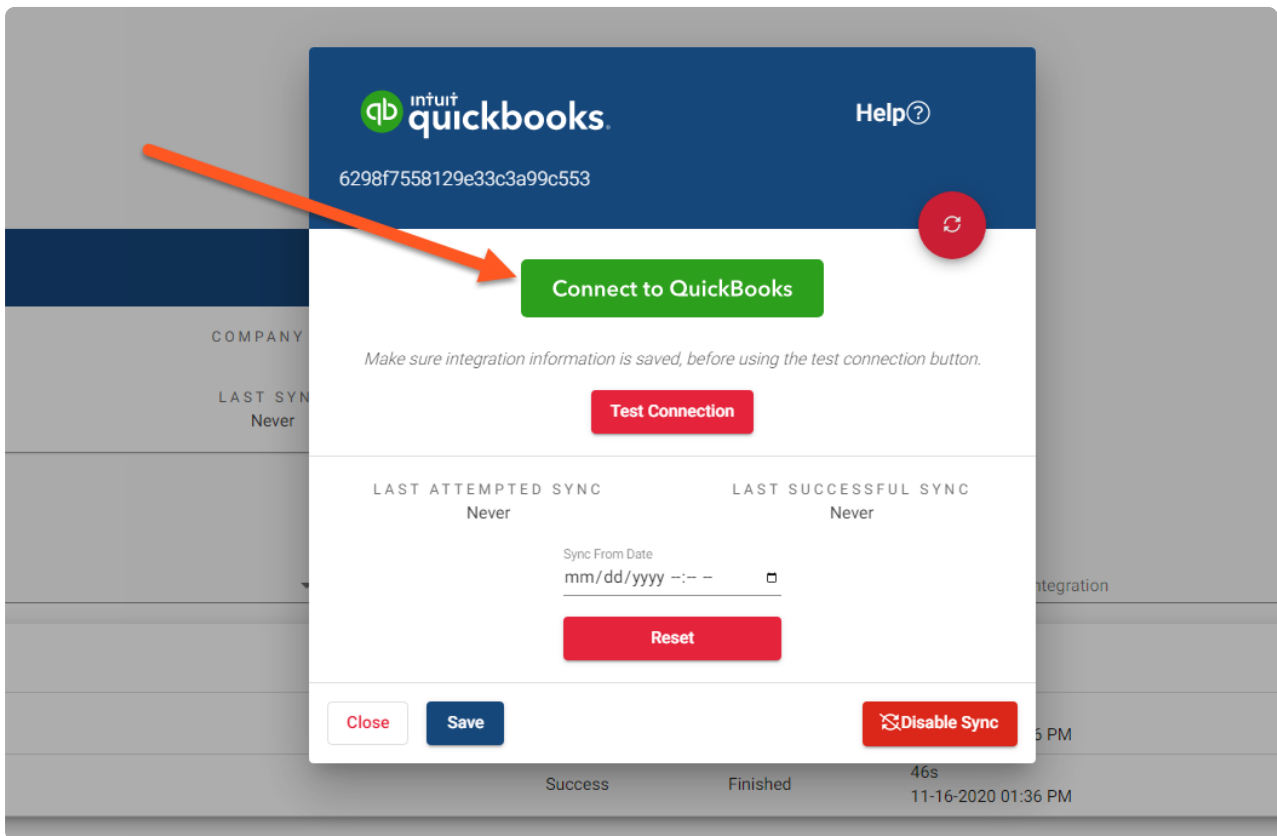 intuit
quickbooks.
Help?
6298f7558129e33c3a99c553
Connect to QuickBooks
COMPANY
Make sure integration information is saved, before using the test connection button.
LAST SYN
Never
Test Connection
LAST ATTEMPTED SYNC
Never
LAST SUCCESSFUL SYNC
Never
Sync From Date
mm/dd/yyyy --:-- --
ntegration
Reset
Close
Save
Disable Sync
6 PM
Success
Finished
46s
11-16-2020 01:36 PM